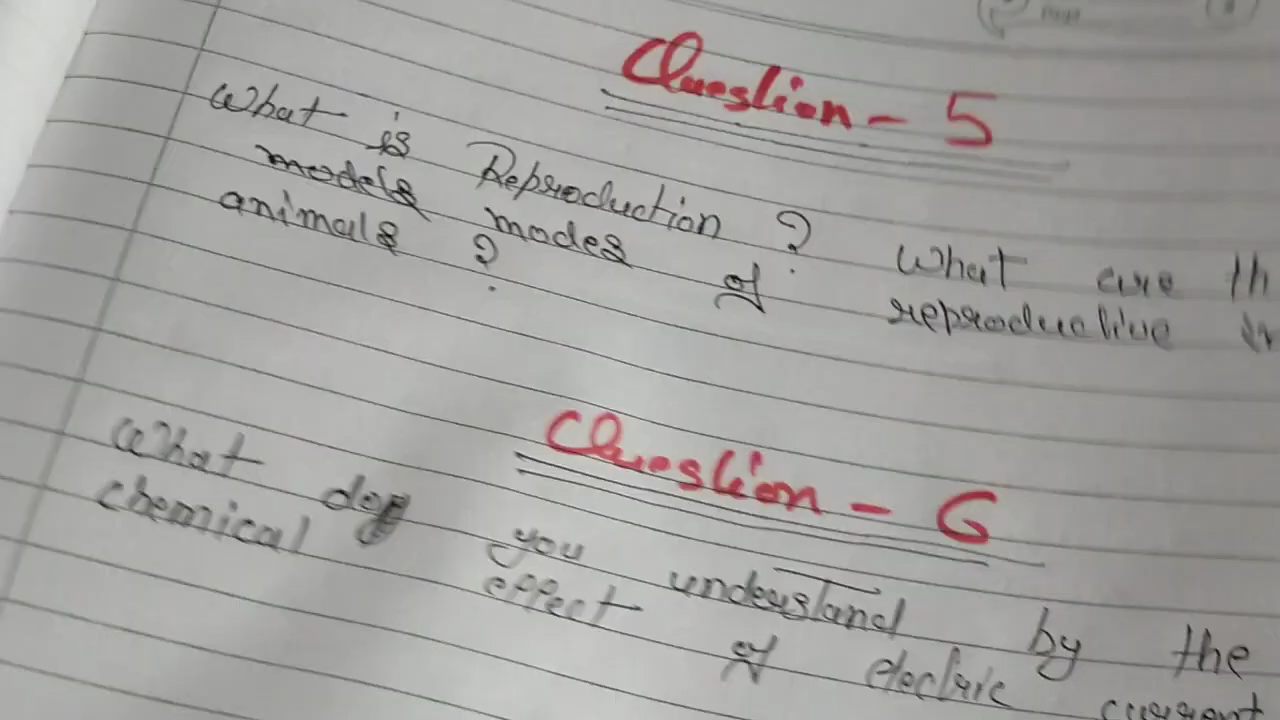 Question - 5
What is Reproduction ? What are th
models modes of reproductive in
animals ?
Question - 6
What do you understand by the
chemical effect of electric current